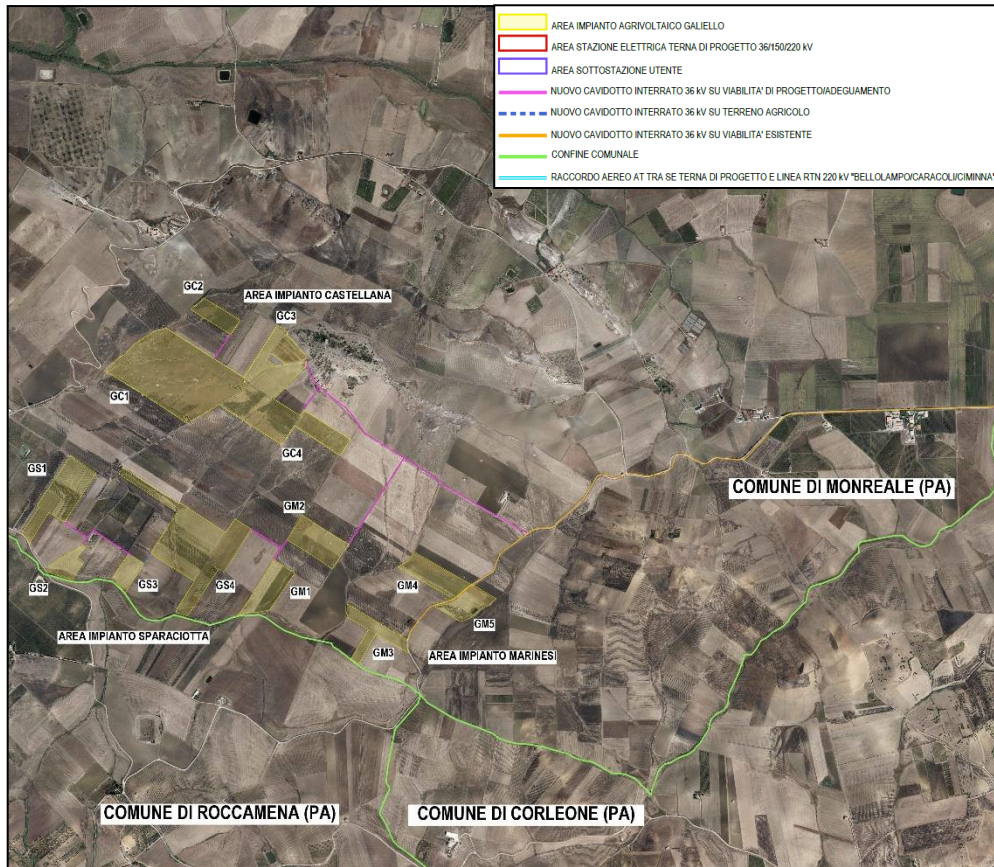 AREA IMPIANTO AGRIVOLTAICO GALIELLO
AREA STAZIONE ELETTRICA TERNA DI PROGETTO 36/150/220 kV
AREA SOTTOSTAZIONE UTENTE
NUOVO CAVIDOTTO INTERRATO 36 kV SU VIABILITA' DI PROGETTO/ADEGUAMENTO
NUOVO CAVIDOTTO INTERRATO 36 kV SU TERRENO AGRICOLO
NUOVO CAVIDOTTO INTERRATO 36 kV SU VIABILITA' ESISTENTE
CONFINE COMUNALE
RACCORDO AEREO AT TRA SE TERNA DI PROGETTO E LINEA RTN 220 kV "BELLOLAMPO/CARACOLI/CIMINNA"
GC2
AREA IMPIANTO CASTELLANA
GC3
GC1
GC4
GS1
GM2
COMUNE DI MONREALE (PA)
GM4
GS2
GS3
GS4
GM1
GM5
AREA IMPIANTO SPARACIOTTA
GM3
AREA IMPIANTO MARINESI
COMUNE DI ROCCAMENA (PA)
COMUNE DI CORLEONE (PA)